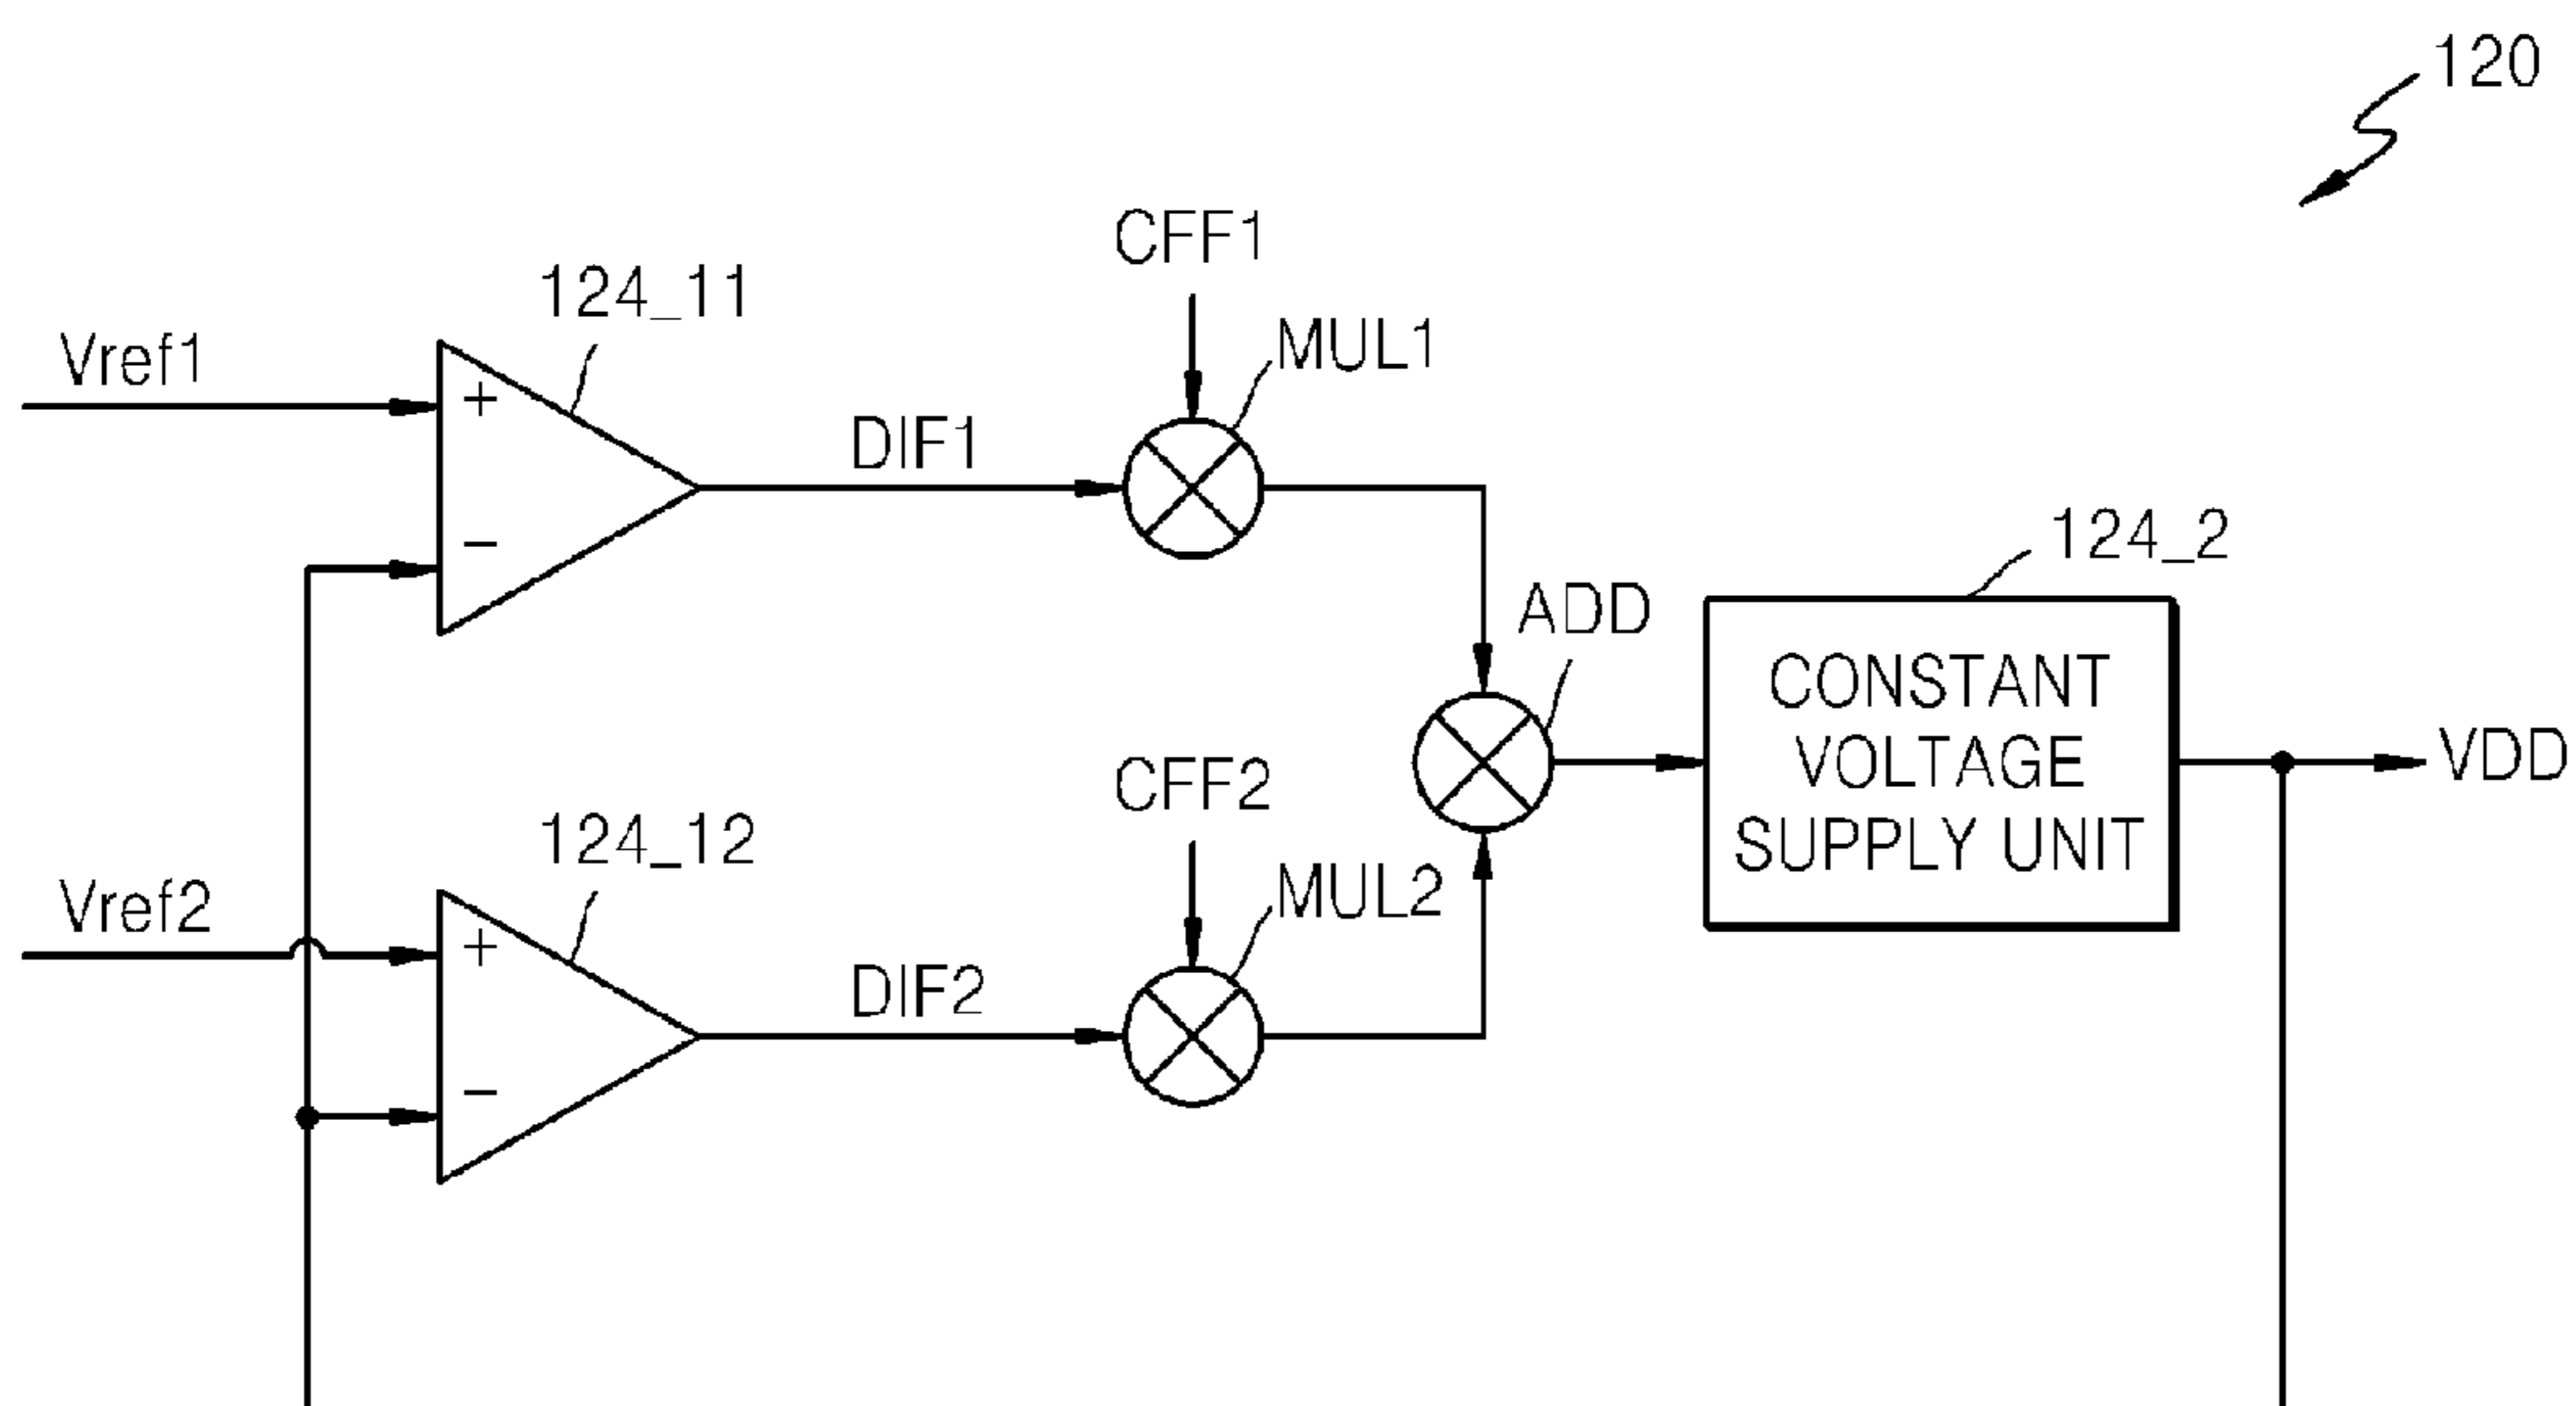 120
CFF1
124_11
MUL1
Vref1
+
DIF1
−
124_2
ADD
CONSTANT
VOLTAGE
SUPPLY UNIT
VDD
CFF2
124_12
MUL2
Vref2
+
DIF2
−